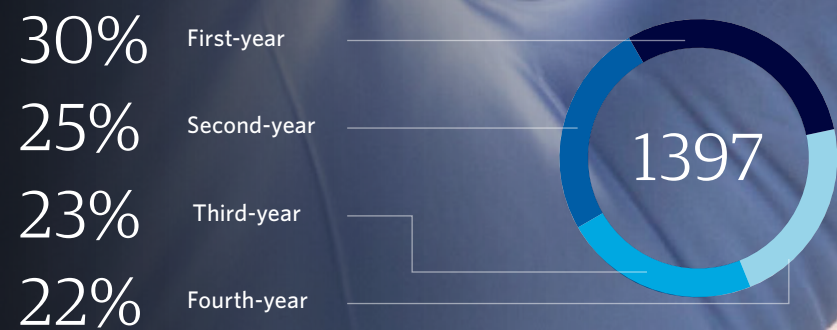 30% First-year
25% Second-year
23% Third-year
22% Fourth-year
1397